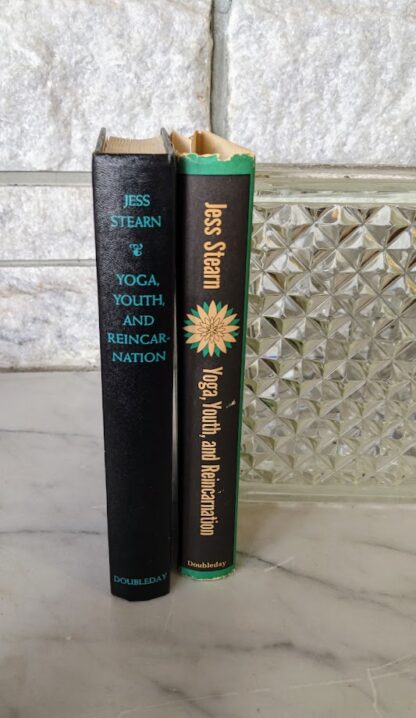 JESS
STEARN
YOGA,
YOUTH,
AND
REINCAR-
NATION
DOUBLEDAY
Jess Stearn
Yoga, Youth, and Reincarnation
Doubleday